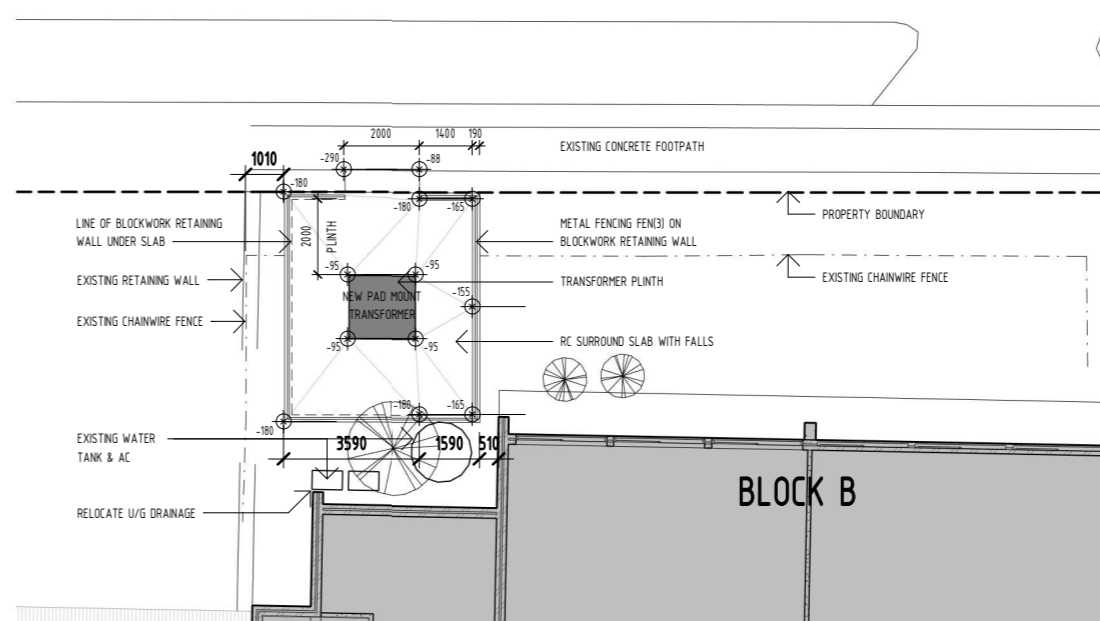 2000
1400
190
EXISTING CONCRETE FOOTPATH
-290
-88
1010
-180
-180
-165
PROPERTY BOUNDARY
LINE OF BLOCKWORK RETAINING
WALL UNDER SLAB
2000
PLINTH
METAL FENCING FEN(3) ON
BLOCKWORK RETAINING WALL
EXISTING RETAINING WALL
-95
-95
TRANSFORMER PLINTH
EXISTING CHAINWIRE FENCE
NEW PAD MOUNT
TRANSFORMER
-155
EXISTING CHAINWIRE FENCE
-95
-95
RC SURROUND SLAB WITH FALLS
-180
-180
-165
EXISTING WATER
TANK & AC
3590
1590
510
BLOCK B
RELOCATE U/G DRAINAGE